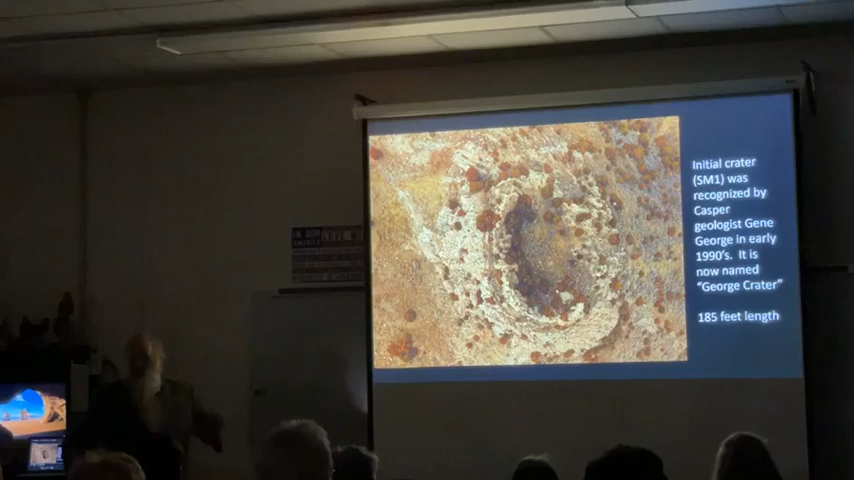 Initial crater
(SM1) was
recognized by
Casper
geologist Gene
George in early
1990's. It is
now named
"George Crater"
185 feet length